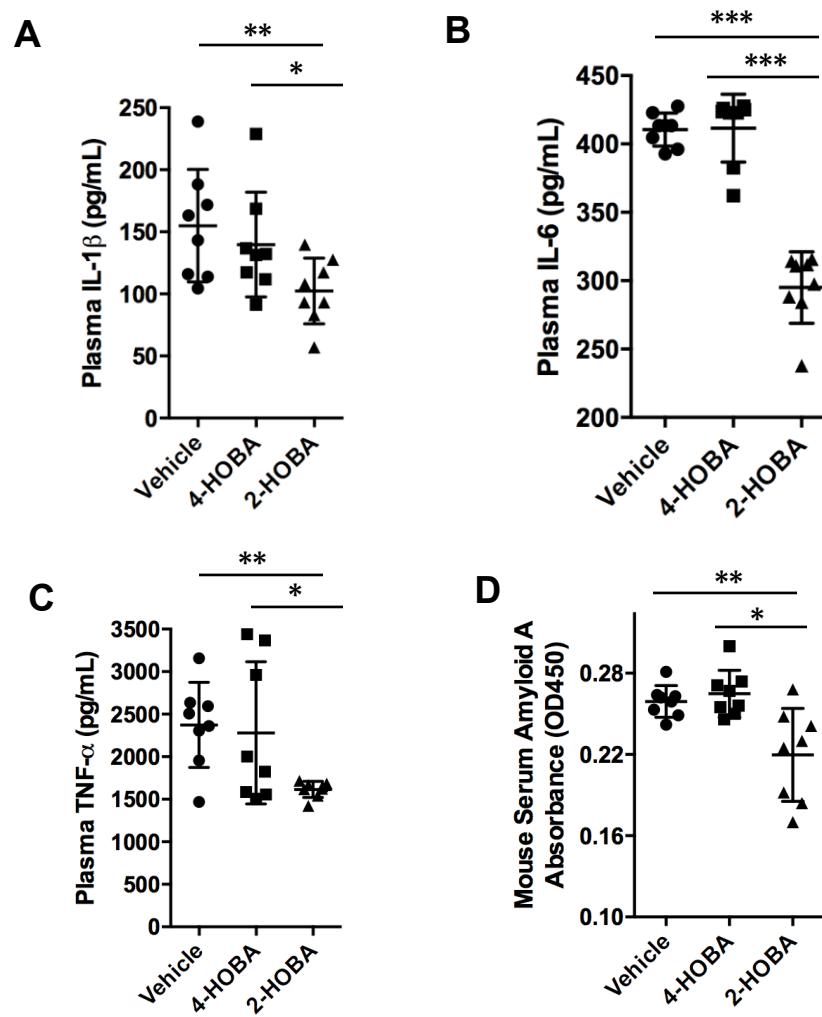 A
**
*
Plasma IL-1β (pg/mL)
250
200
150
100
50
0
Vehicle
4-HOBA
2-HOBA
B
***
***
Plasma IL-6 (pg/mL)
450
400
350
300
250
200
Vehicle
4-HOBA
2-HOBA
C
**
*
Plasma TNF-α (pg/mL)
3500
3000
2500
2000
1500
1000
500
0
Vehicle
4-HOBA
2-HOBA
D
**
*
Mouse Serum Amyloid A
Absorbance (OD450)
0.28
0.22
0.16
0.10
Vehicle
4-HOBA
2-HOBA